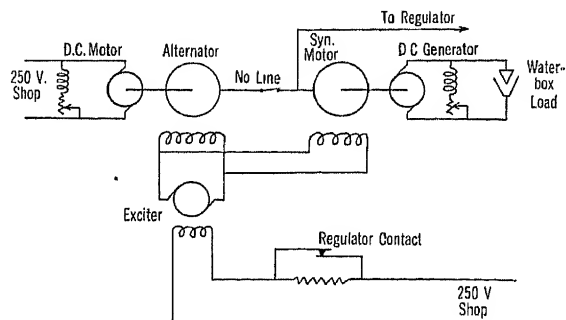 To Regulator
D.C. Motor
Alternator
Syn.
Motor
D C Generator
250 V.
Shop
No Line
Water-
box
Load
Exciter
Regulator Contact
250 V
Shop